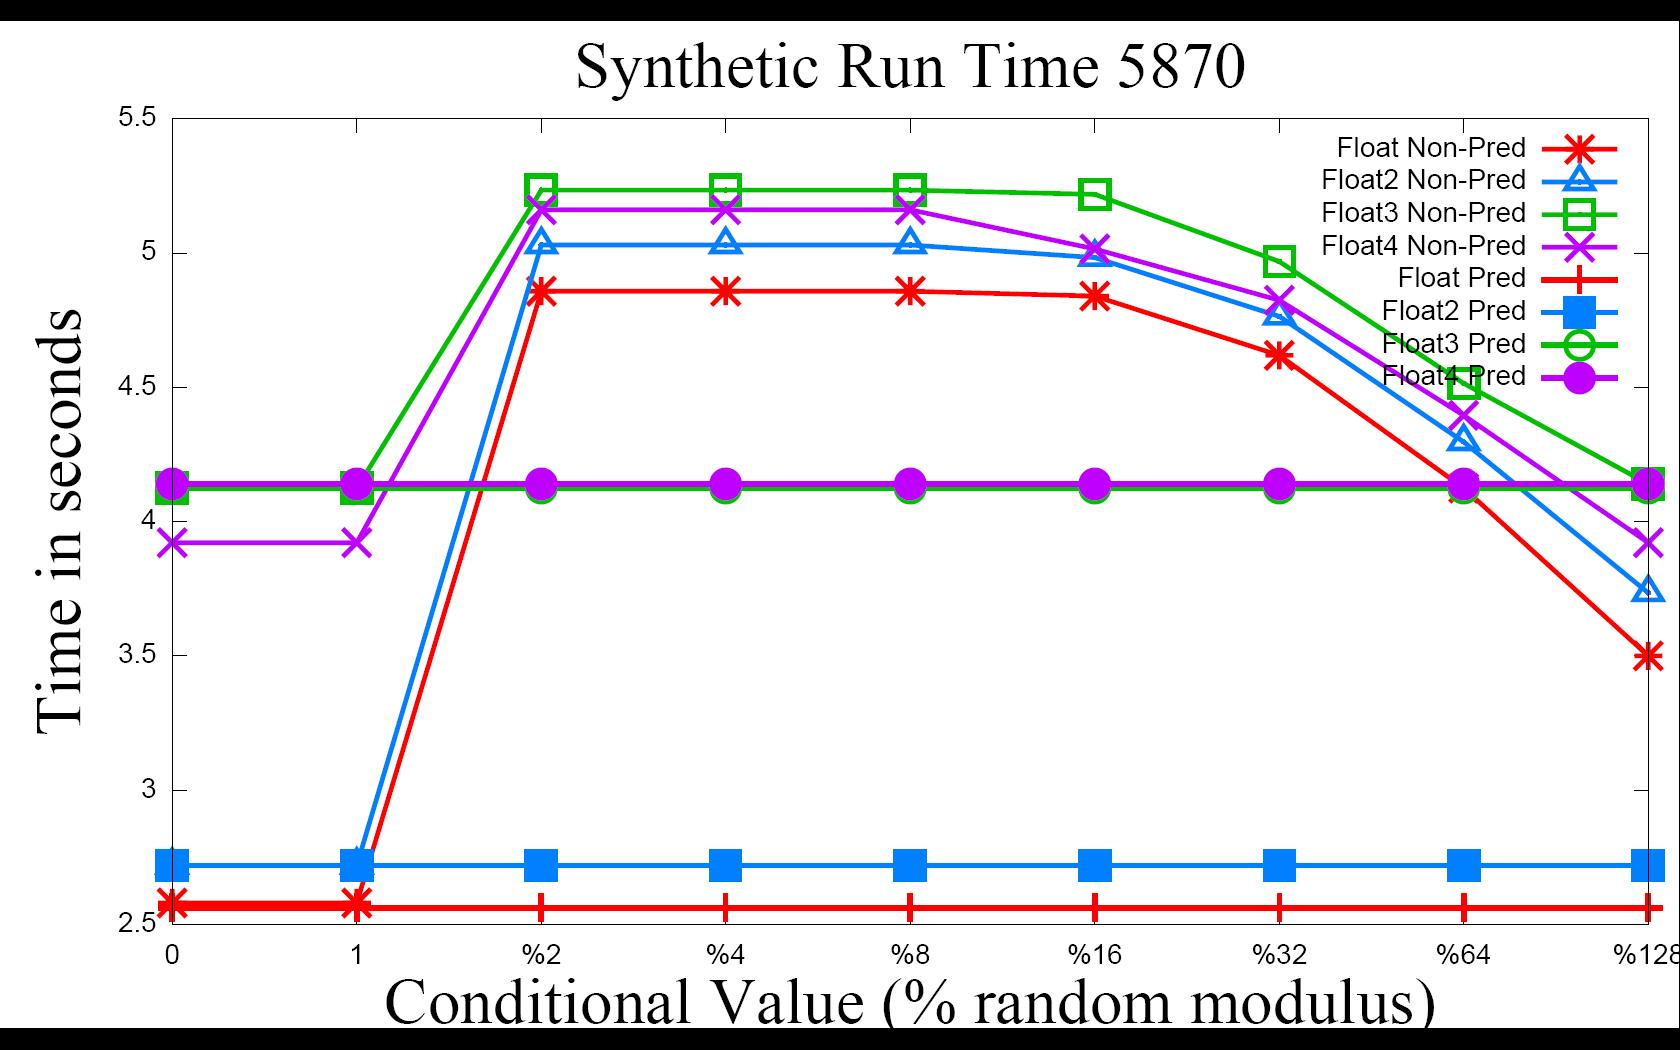 Synthetic Run Time 5870
5.5
5
4.5
4
3.5
3
2.5
Time in seconds
Float Non-Pred
Float2 Non-Pred
Float3 Non-Pred
Float4 Non-Pred
Float Pred
Float2 Pred
Float3 Pred
Float4 Pred
0 1 %2 %4 %8 %16 %32 %64 %128
Conditional Value (% random modulus)